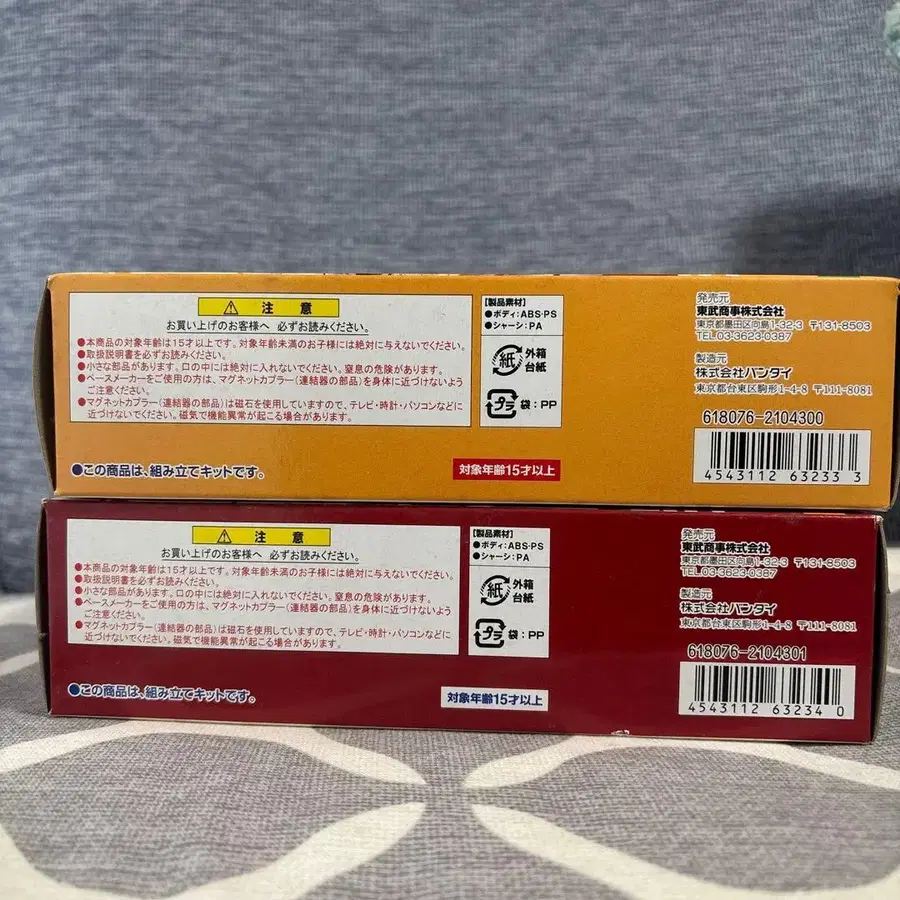 注 意
お買い上げのお客様へ 必ずお読みください。
●本商品の対象年齢は15才以上です。対象年齢未満のお子様には絶対に与えないでください。
●取扱説明書を必ずお読みください。
●小さな部品があります。口の中には絶対に入れないでください。窒息の危険があります。
●ペースメーカーをご使用の方は、マグネットカプラー(連結器の部品)を身体に近づけないよう
ご注意ください。
●マグネットカプラー(連結器の部品)は磁石を使用していますので、テレビ・時計・パソコンなどに
近づけないでください。磁気で機能異常が起こる場合があります。
●この商品は、組み立てキットです。
対象年齢15才以上
【製品素材】
●ボディ:ABS・PS
●シャーシ:PA
紙
外箱
台紙
プラ
袋:PP
発売元
東武商事株式会社
東京都墨田区向島1-32-3 〒131-8503
TEL.03-3623-0387
製造元
株式会社バンダイ
東京都台東区駒形1-4-8 〒111-8081
618076-2104300
4543112 63233 3
注 意
お買い上げのお客様へ 必ずお読みください。
●本商品の対象年齢は15才以上です。対象年齢未満のお子様には絶対に与えないでください。
●取扱説明書を必ずお読みください。
●小さな部品があります。口の中には絶対に入れないでください。窒息の危険があります。
●ペースメーカーをご使用の方は、マグネットカプラー(連結器の部品)を身体に近づけないよう
ご注意ください。
●マグネットカプラー(連結器の部品)は磁石を使用していますので、テレビ・時計・パソコンなどに
近づけないでください。磁気で機能異常が起こる場合があります。
●この商品は、組み立てキットです。
対象年齢15才以上
【製品素材】
●ボディ:ABS・PS
●シャーシ:PA
紙
外箱
台紙
プラ
袋:PP
発売元
東武商事株式会社
東京都墨田区向島1-32-3 〒131-8503
TEL.03-3623-0387
製造元
株式会社バンダイ
東京都台東区駒形1-4-8 〒111-8081
618076-2104301
4543112 63234 0